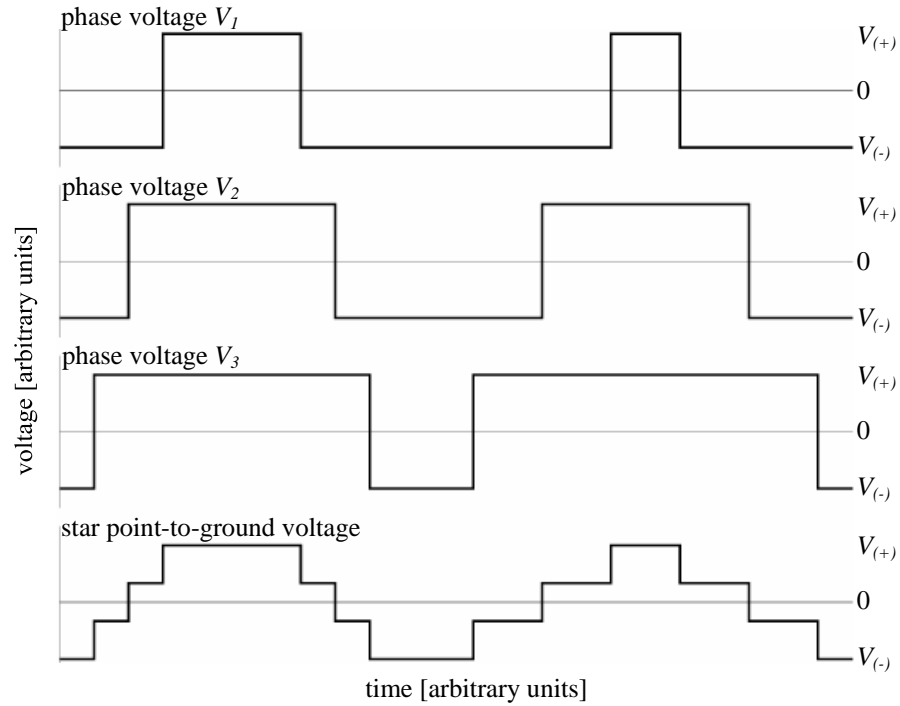 phase voltage V1
V(+)
0
V(-)
phase voltage V2
V(+)
0
V(-)
phase voltage V3
V(+)
0
V(-)
star point-to-ground voltage
V(+)
0
V(-)
voltage [arbitrary units]
time [arbitrary units]